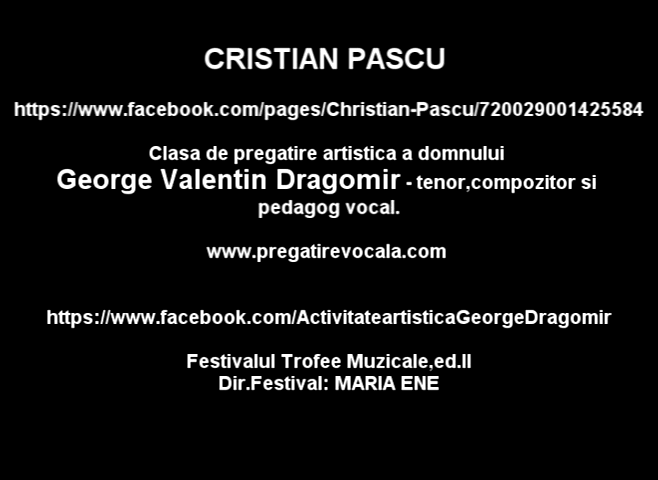 CRISTIAN PASCU
https://www.facebook.com/pages/Christian-Pascu/720029001425584
Clasa de pregatire artistica a domnului
George Valentin Dragomir - tenor,compozitor si
pedagog vocal.
www.pregatirevocala.com
https://www.facebook.com/ActivitateartisticaGeorgeDragomir
Festivalul Trofee Muzicale,ed.II
Dir.Festival: MARIA ENE